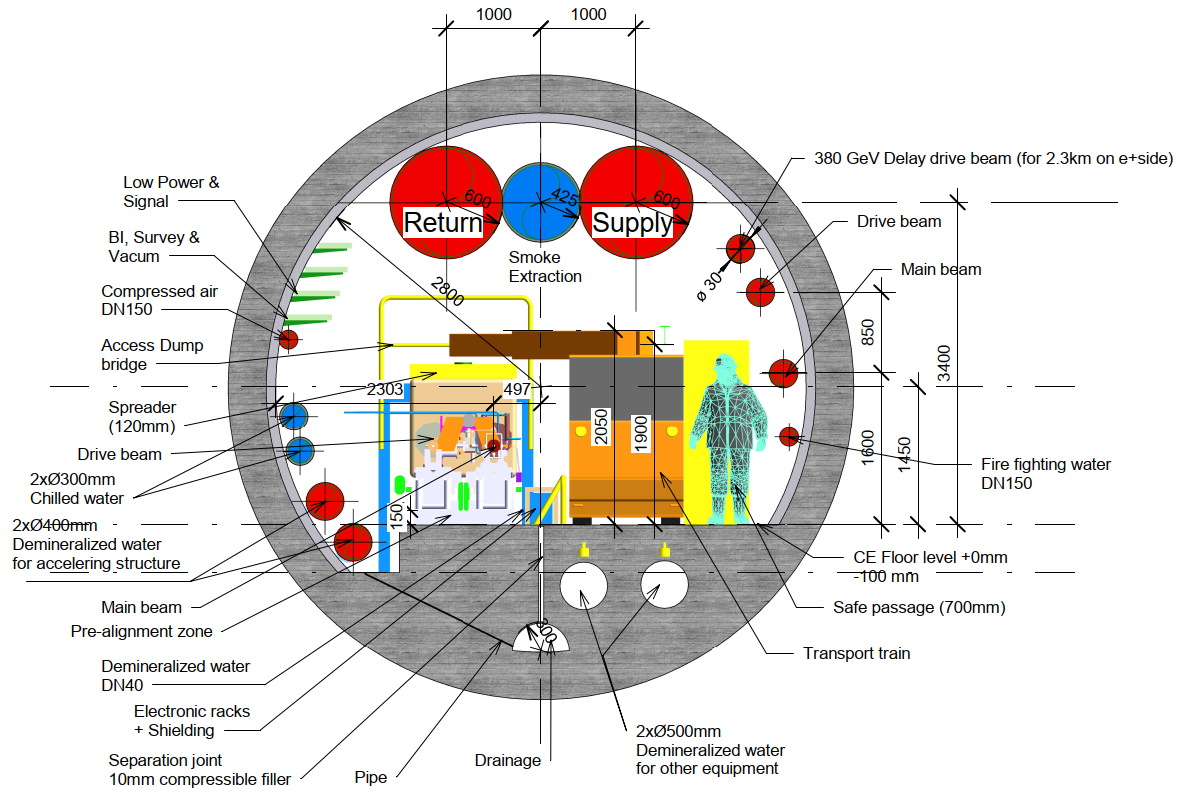 1000
1000
380 GeV Delay drive beam (for 2.3km on e+side)
Low Power &
Signal
600
425
600
Return
Supply
Drive beam
BI, Survey &
Vacum
Smoke
Extraction
Main beam
Compressed air
DN150
2800
ø 30
850
3400
Access Dump
bridge
2303
497
Spreader
(120mm)
2050
1900
1600
1450
Drive beam
Fire fighting water
DN150
2xØ300mm
Chilled water
150
2xØ400mm
Demineralized water
for accelering structure
CE Floor level +0mm
-100 mm
Main beam
Safe passage (700mm)
Pre-alignment zone
Transport train
Demineralized water
DN40
Electronic racks
+ Shielding
2xØ500mm
Demineralized water
for other equipment
Separation joint
10mm compressible filler
Pipe
Drainage